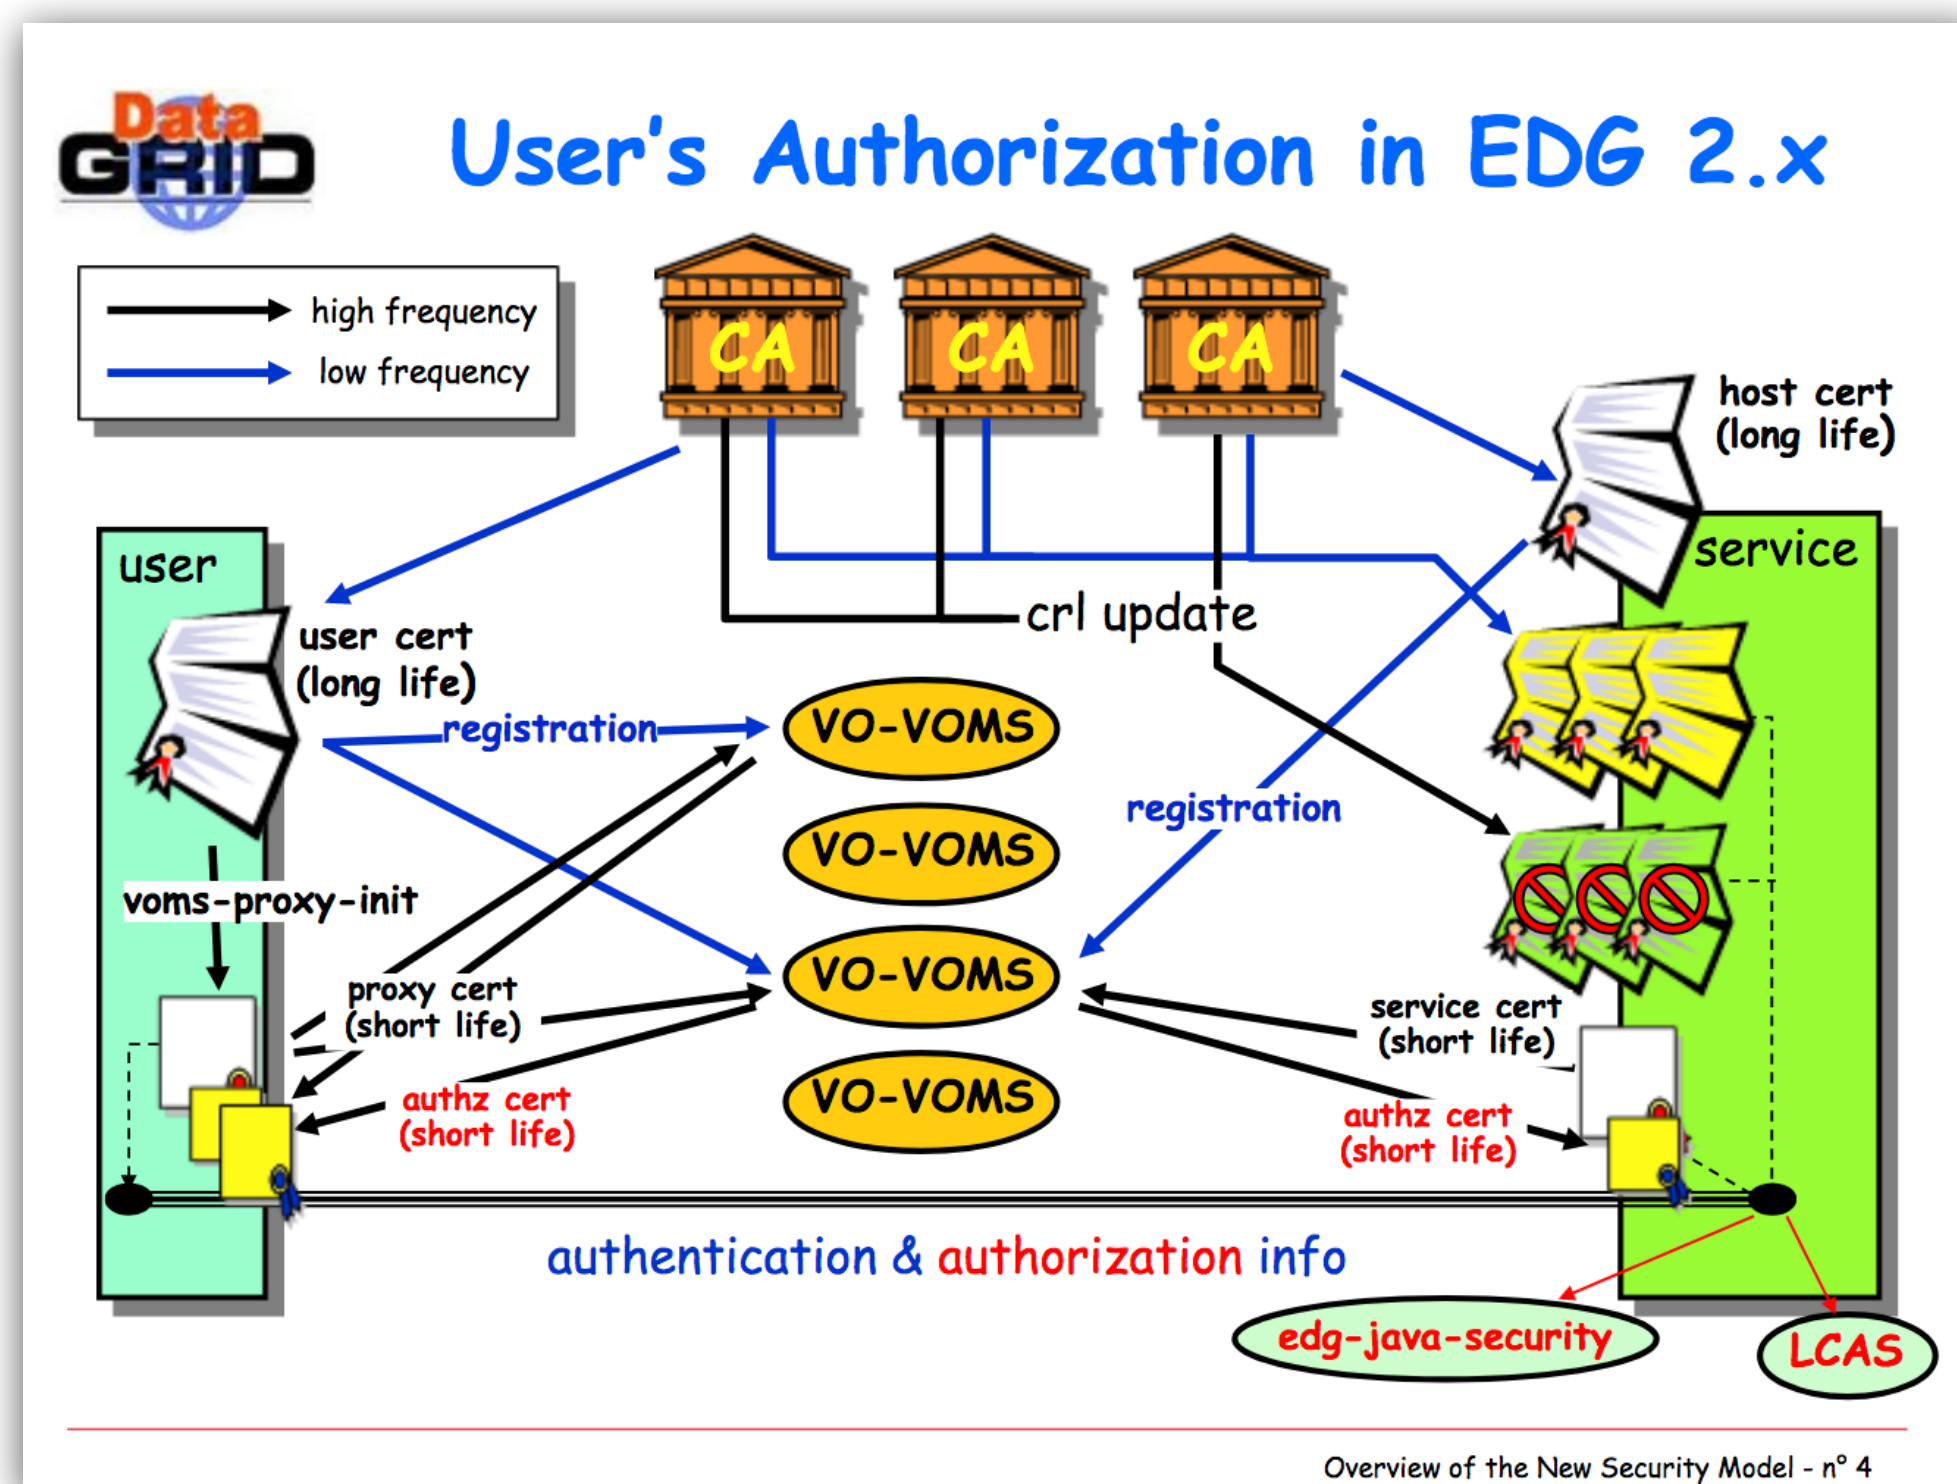 Data
GRID
User's Authorization in EDG 2.x
high frequency
low frequency
CA
CA
CA
host cert
(long life)
user
service
user cert
(long life)
crl update
registration
VO-VOMS
registration
VO-VOMS
voms-proxy-init
VO-VOMS
proxy cert
(short life)
service cert
(short life)
VO-VOMS
authz cert
(short life)
authz cert
(short life)
authentication & authorization info
edg-java-security
LCAS
Overview of the New Security Model - n° 4